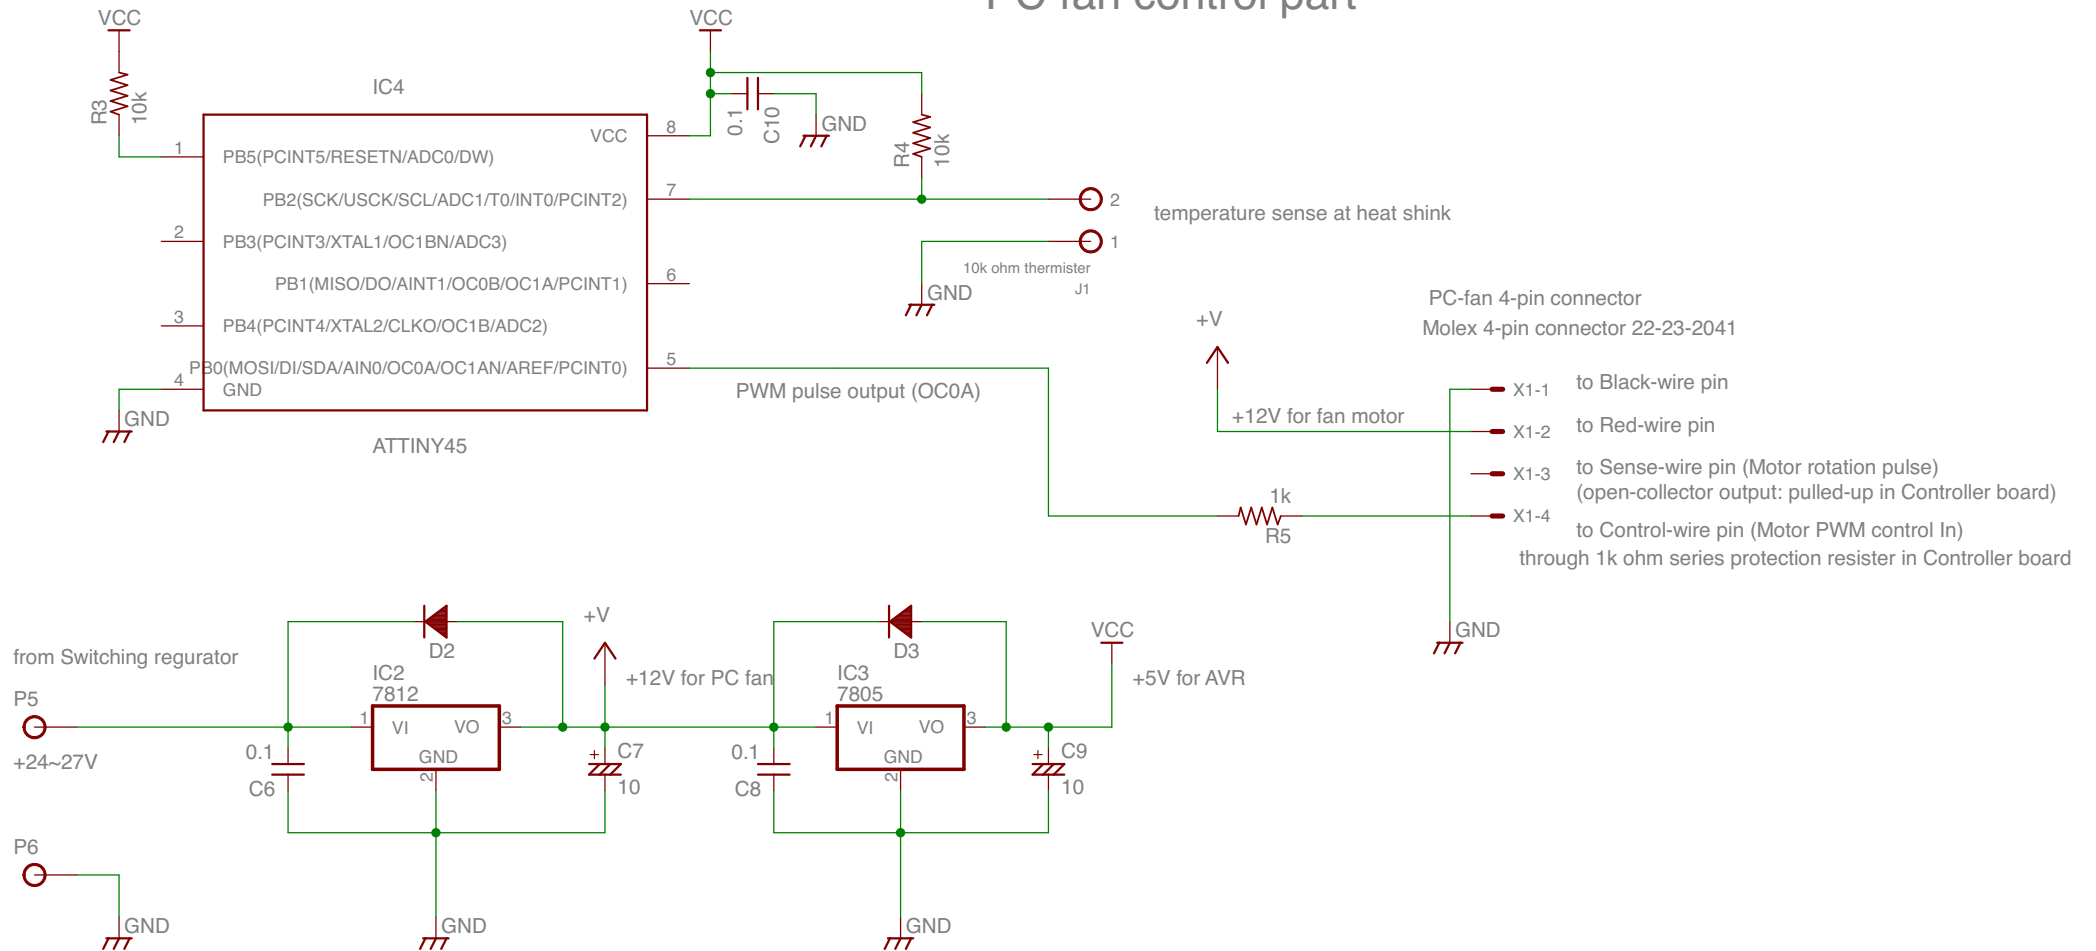 PC fan control part
VCC
VCC
R3
10k
IC4
0.1
C10
GND
R4
10k
1
PB5(PCINT5/RESETN/ADC0/DW)
VCC
8
PB2(SCK/USCK/SCL/ADC1/T0/INT0/PCINT2)
7
2
temperature sense at heat shink
2
PB3(PCINT3/XTAL1/OC1BN/ADC3)
1
10k ohm thermister
J1
PB1(MISO/DO/AINT1/OC0B/OC1A/PCINT1)
6
GND
3
PB4(PCINT4/XTAL2/CLKO/OC1B/ADC2)
PB0(MOSI/DI/SDA/AIN0/OC0A/OC1AN/AREF/PCINT0)
5
4
GND
GND
ATTINY45
PWM pulse output (OC0A)
+V
+12V for fan motor
PC-fan 4-pin connector
Molex 4-pin connector 22-23-2041
X1-1
to Black-wire pin
X1-2
to Red-wire pin
X1-3
to Sense-wire pin (Motor rotation pulse)
(open-collector output: pulled-up in Controller board)
1k
R5
X1-4
to Control-wire pin (Motor PWM control In)
through 1k ohm series protection resister in Controller board
GND
from Switching regurator
P5
+24~27V
D2
IC2
7812
1
VI
VO
3
GND
2
0.1
C6
+V
+12V for PC fan
+
C7
10
D3
IC3
7805
1
VI
VO
3
GND
2
0.1
C8
VCC
+5V for AVR
+
C9
10
P6
GND
GND
GND